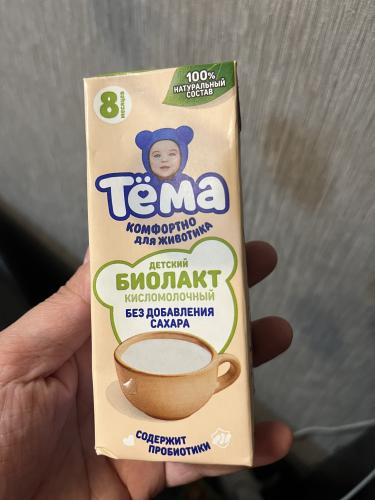 100%
НАТУРАЛЬНЫЙ
СОСТАВ
8
МЕСЯЦЕВ
Тёма
КОМФОРТНО
ДЛЯ ЖИВОТИКА
ДЕТСКИЙ
БИОЛАКТ
КИСЛОМОЛОЧНЫЙ
БЕЗ ДОБАВЛЕНИЯ
САХАРА
СОДЕРЖИТ
ПРОБИОТИКИ